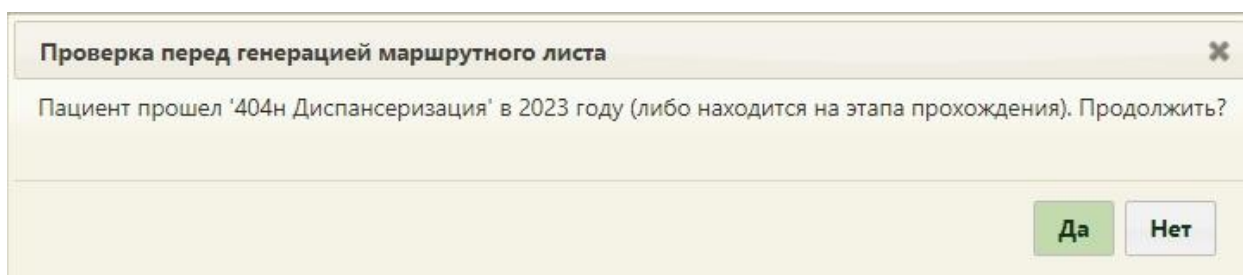 Проверка перед генерацией маршрутного листа
Пациент прошел '404н Диспансеризация' в 2023 году (либо находится на этапа прохождения). Продолжить?
Да Нет